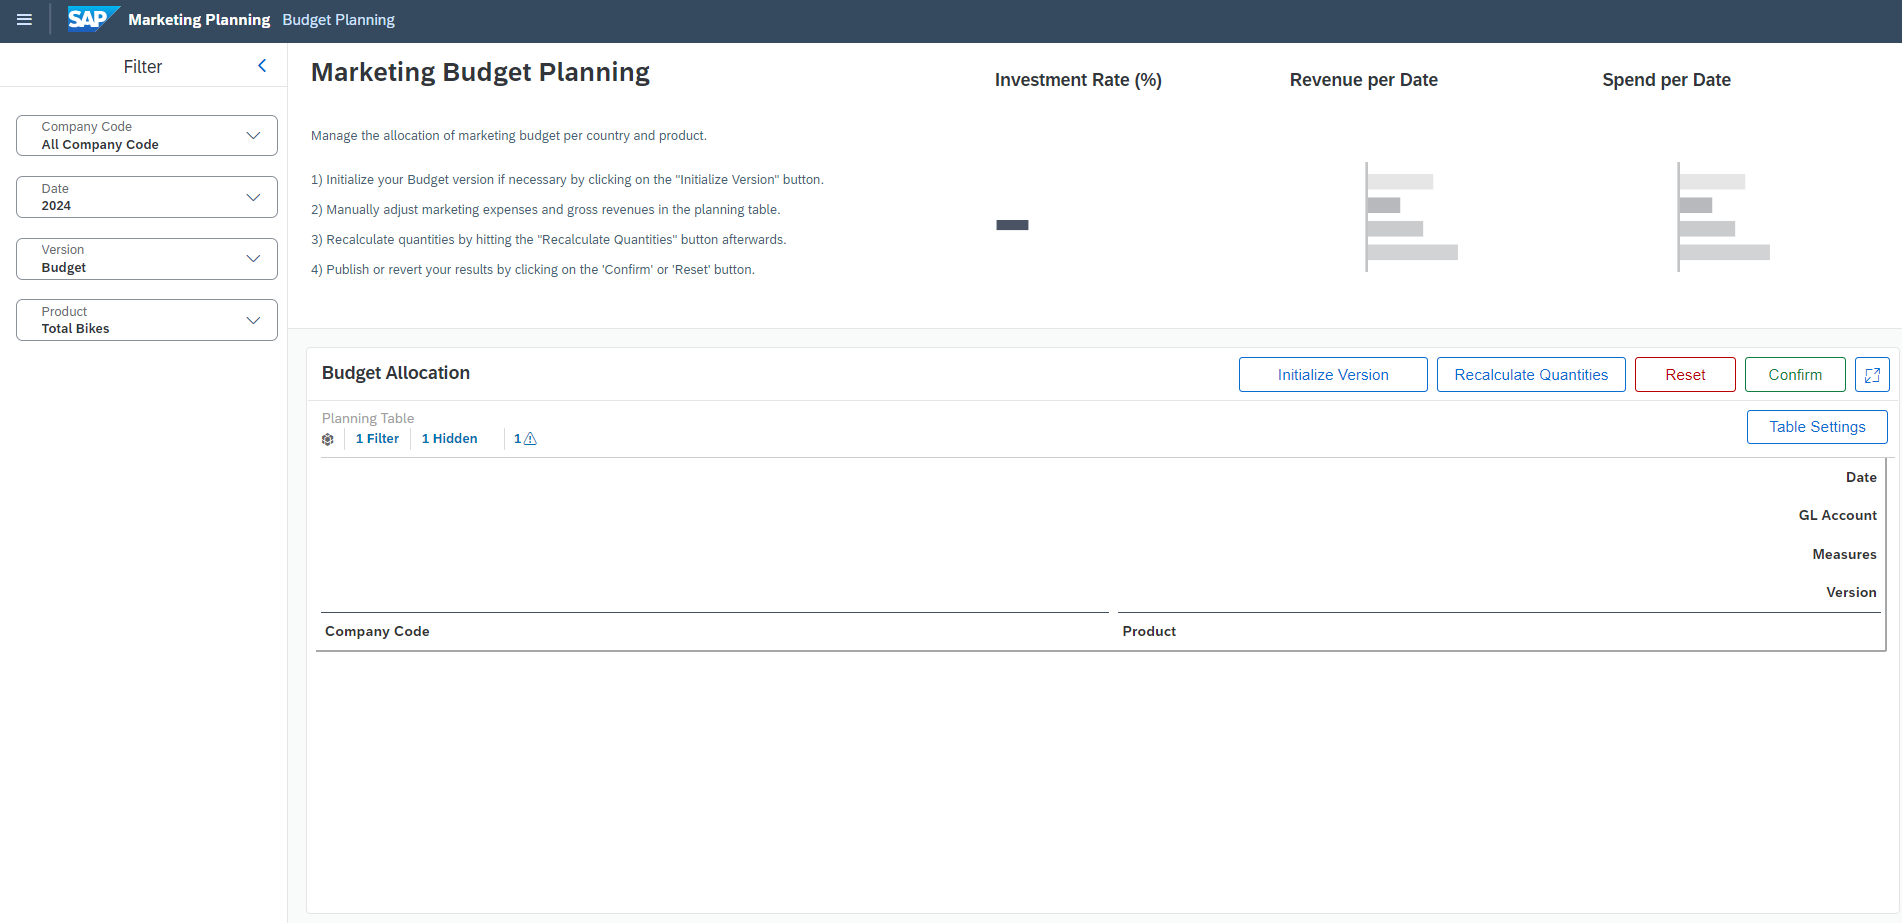 SAP Marketing Planning Budget Planning
Filter
Company Code
All Company Code
Date
2024
Version
Budget
Product
Total Bikes
Marketing Budget Planning
Manage the allocation of marketing budget per country and product.
1) Initialize your Budget version if necessary by clicking on the "Initialize Version" button.
2) Manually adjust marketing expenses and gross revenues in the planning table.
3) Recalculate quantities by hitting the "Recalculate Quantities" button afterwards.
4) Publish or revert your results by clicking on the 'Confirm' or 'Reset' button.
Investment Rate (%)
Revenue per Date
Spend per Date
Budget Allocation
Initialize Version
Recalculate Quantities
Reset
Confirm
Planning Table
1 Filter
1 Hidden
1
Table Settings
Date
GL Account
Measures
Version
Company Code
Product